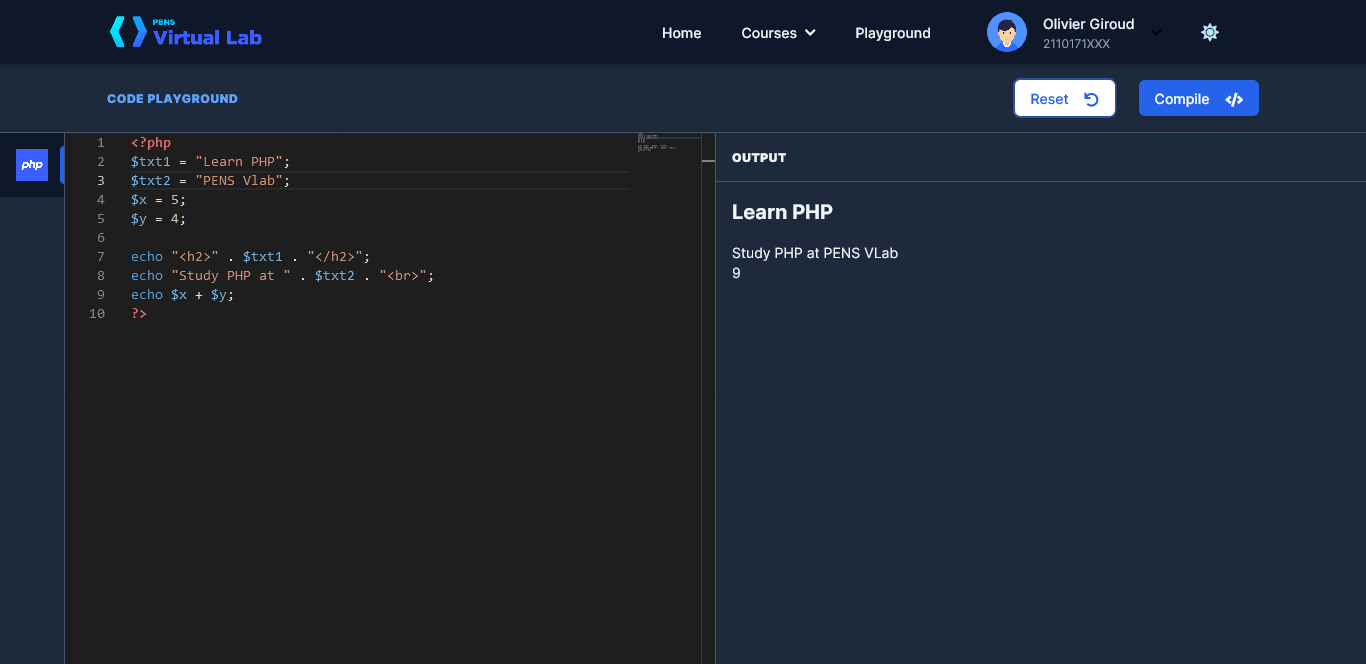 PENS
Virtual Lab
Home
Courses
Playground
Olivier Giroud
2110171XXX
CODE PLAYGROUND
Reset
Compile </>
php
1 <?php
2 $txt1 = "Learn PHP";
3 $txt2 = "PENS Vlab";
4 $x = 5;
5 $y = 4;
6
7 echo "<h2>" . $txt1 . "</h2>";
8 echo "Study PHP at " . $txt2 . "<br>";
9 echo $x + $y;
10 ?>
OUTPUT
Learn PHP
Study PHP at PENS VLab
9